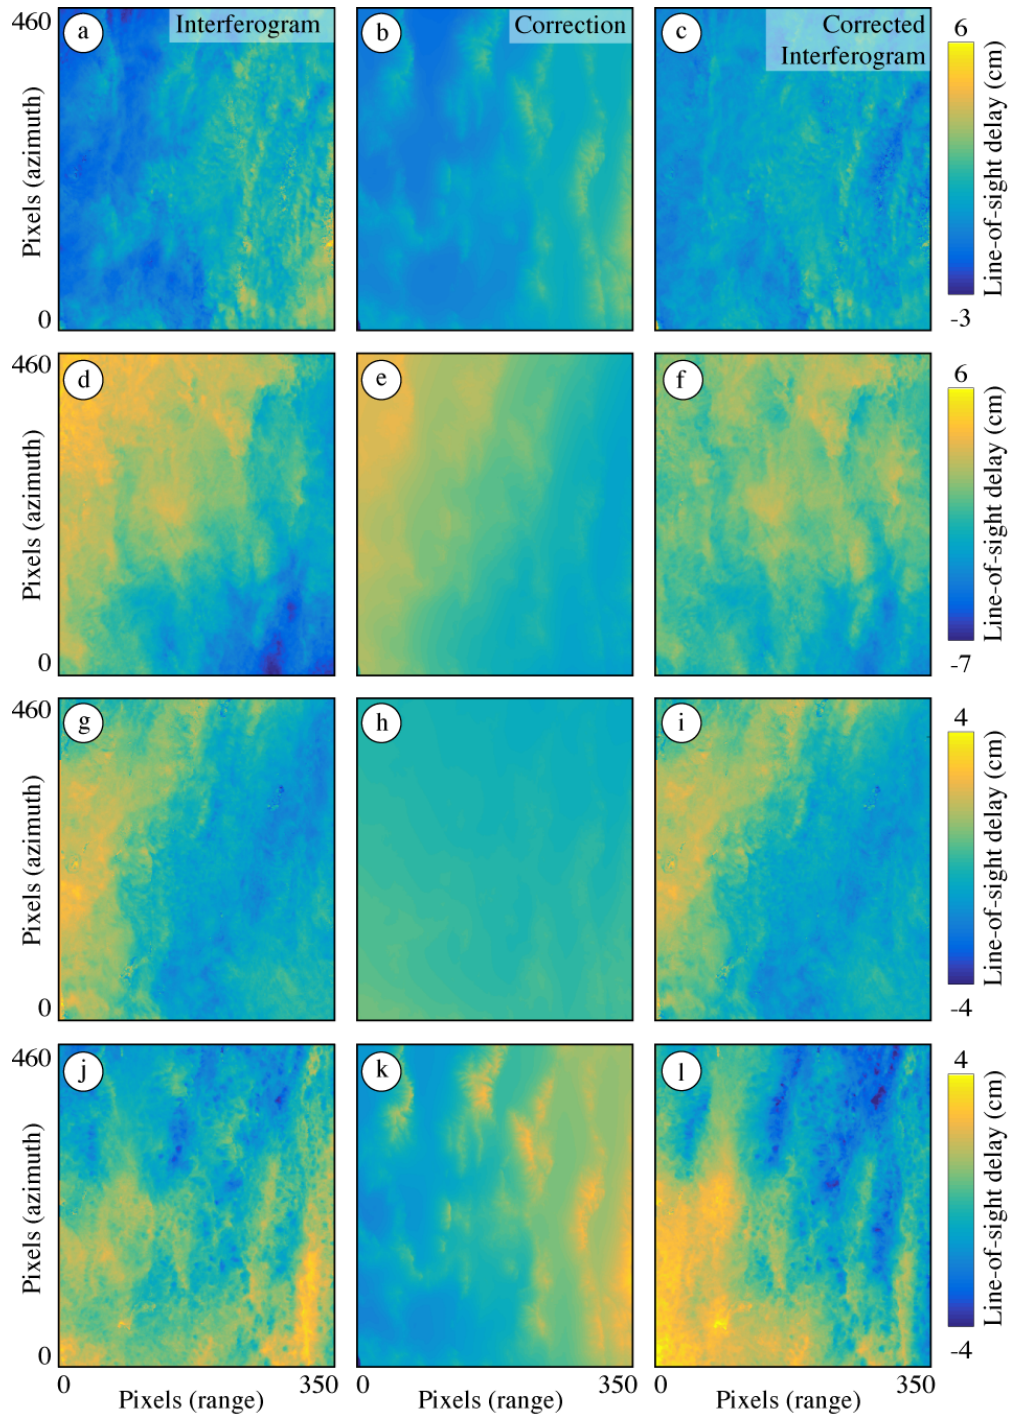 460
a
Interferogram
b
Correction
c
Corrected
Interferogram
6
Pixels (azimuth)
Line-of-sight delay (cm)
0
-3
460
d
e
f
6
Pixels (azimuth)
Line-of-sight delay (cm)
0
-7
460
g
h
i
4
Pixels (azimuth)
Line-of-sight delay (cm)
0
-4
460
j
k
l
4
Pixels (azimuth)
Line-of-sight delay (cm)
0
-4
0
350
0
350
0
350
Pixels (range)
Pixels (range)
Pixels (range)